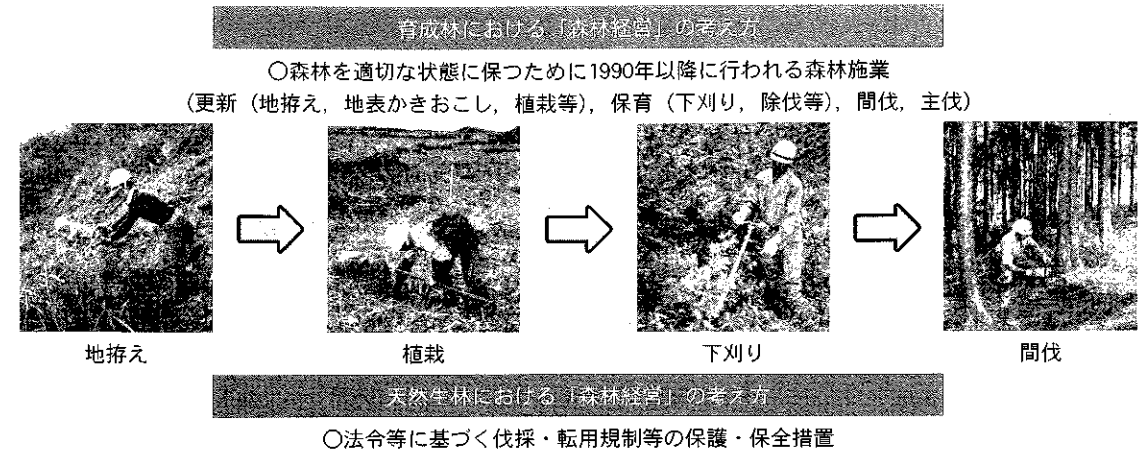 育成林における「森林経営」の考え方
○森林を適切な状態に保つために1990年以降に行われる森林施業
(更新(地拵え,地表かきおこし,植栽等),保育(下刈り,除伐等),間伐,主伐)
地拵え
植栽
下刈り
間伐
天然生林における「森林経営」の考え方
○法令等に基づく伐採・転用規制等の保護・保全措置